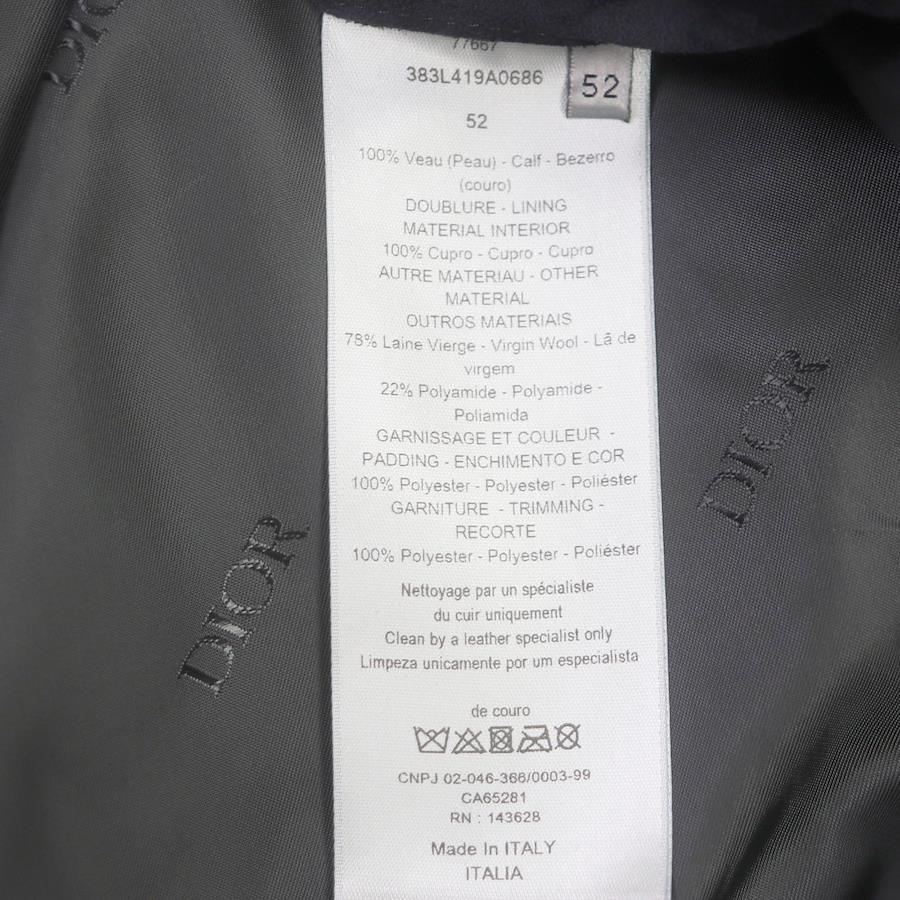 77667
383L419A0686
52
52
100% Veau (Peau) - Calf - Bezerro
(couro)
DOUBLURE - LINING
MATERIAL INTERIOR
100% Cupro - Cupro - Cupro
AUTRE MATERIAU - OTHER
MATERIAL
OUTROS MATERIAIS
78% Laine Vierge - Virgin Wool - Lã de
virgem
22% Polyamide - Polyamide -
Poliamida
GARNISSAGE ET COULEUR -
PADDING - ENCHIMENTO E COR
100% Polyester - Polyester - Poliéster
GARNITURE - TRIMMING -
RECORTE
100% Polyester - Polyester - Poliéster
Nettoyage par un spécialiste
du cuir uniquement
Clean by a leather specialist only
Limpeza unicamente por um especialista
de couro
CNPJ 02-046-366/0003-99
CA65281
RN : 143628
Made In ITALY
ITALIA
DIOR
DIOR
DIOR